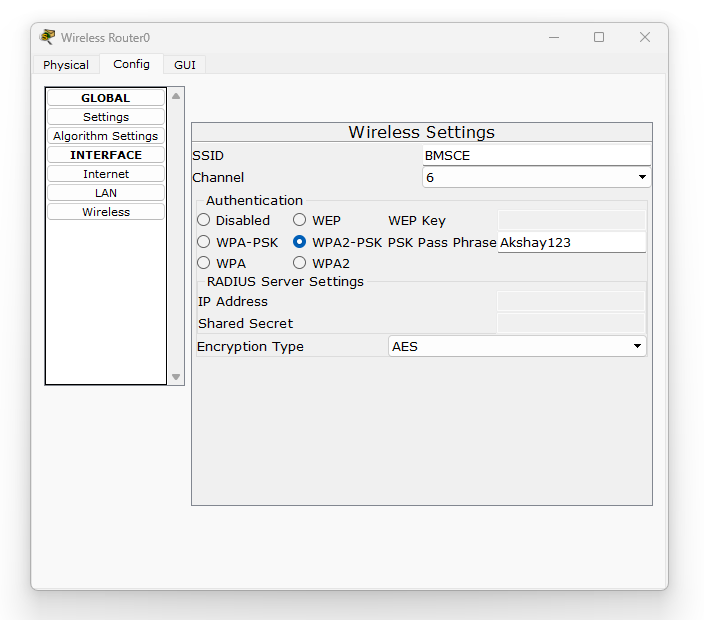 Wireless Router0
Physical Config GUI
GLOBAL
Settings
Algorithm Settings
INTERFACE
Internet
LAN
Wireless
Wireless Settings
SSID BMSCE
Channel 6
Authentication
Disabled WEP WEP Key
WPA-PSK WPA2-PSK PSK Pass Phrase Akshay123
WPA WPA2
RADIUS Server Settings
IP Address
Shared Secret
Encryption Type AES